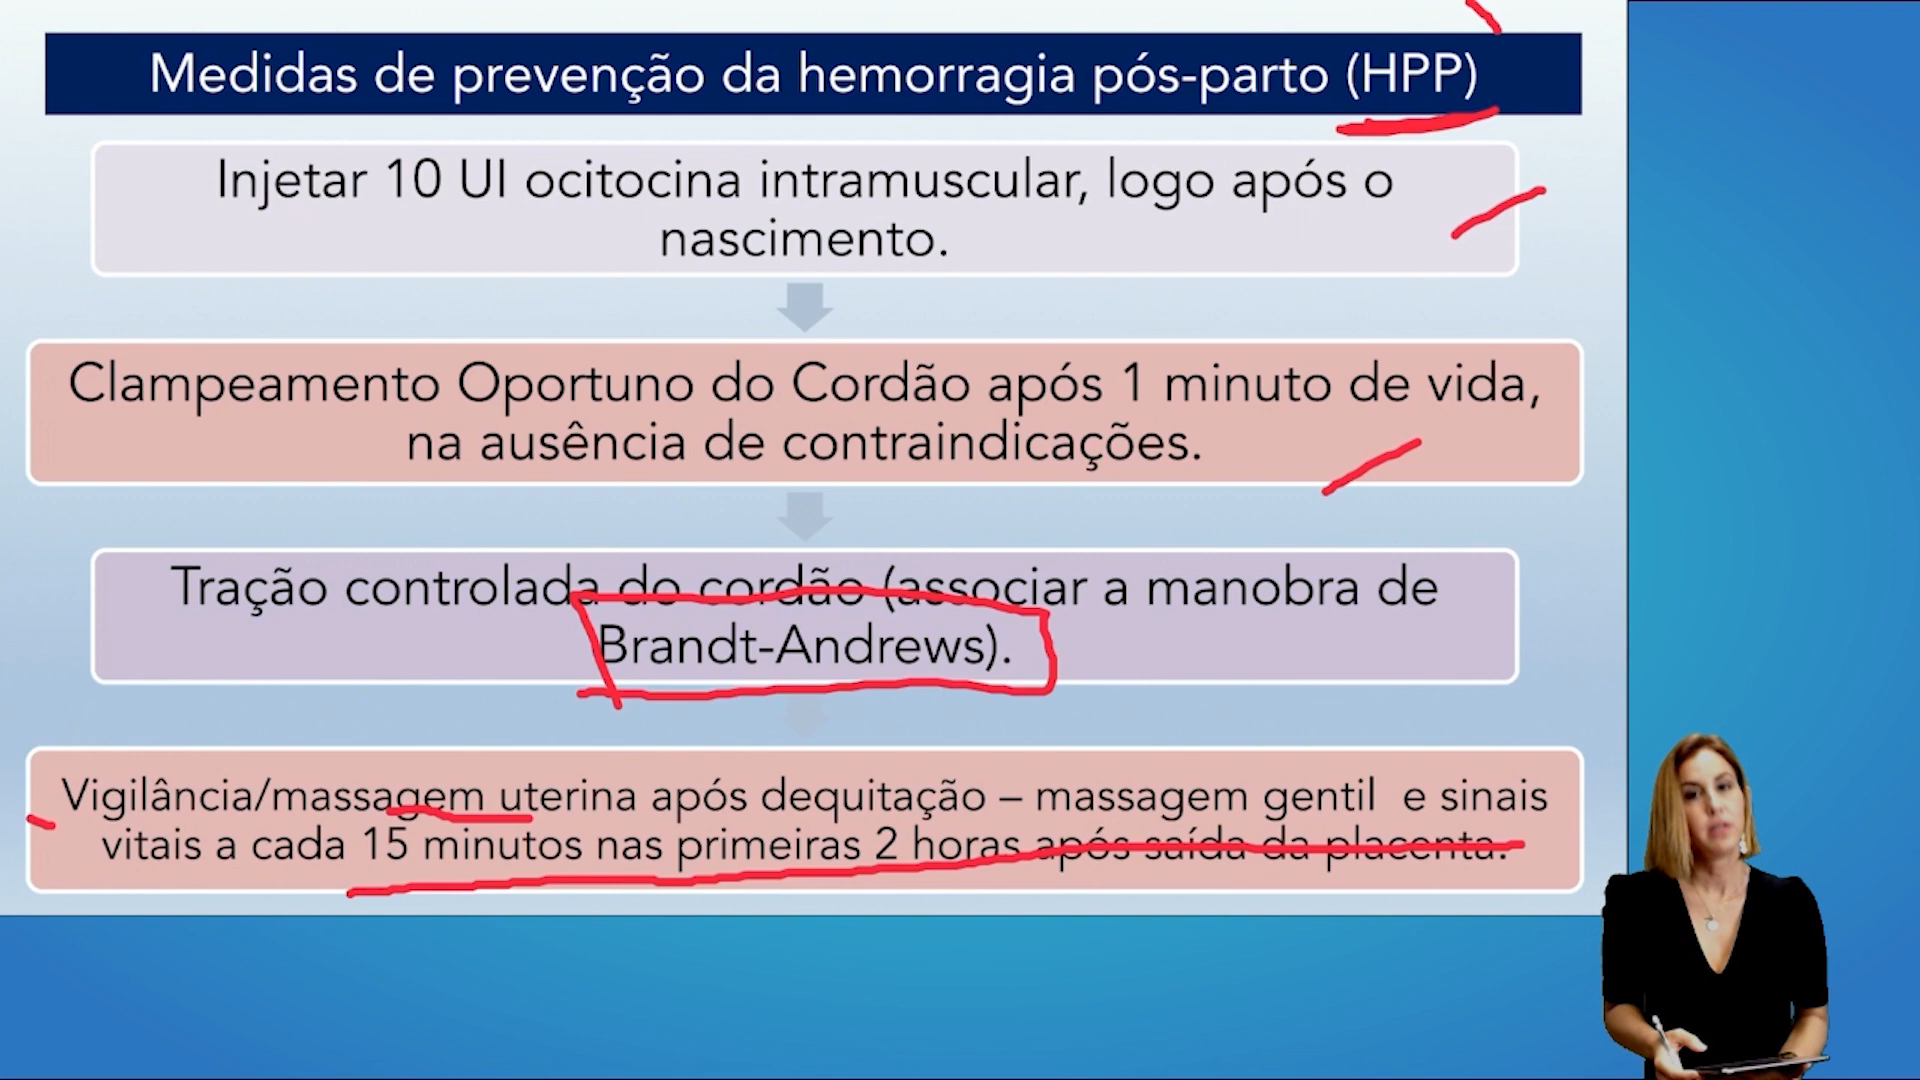 Medidas de prevenção da hemorragia pós-parto (HPP)
Injetar 10 UI ocitocina intramuscular, logo após o
nascimento.
Clampeamento Oportuno do Cordão após 1 minuto de vida,
na ausência de contraindicações.
Tração controlada do cordão (associar a manobra de
Brandt-Andrews).
Vigilância/massagem uterina após dequitação – massagem gentil e sinais
vitais a cada 15 minutos nas primeiras 2 horas após saída da placenta.